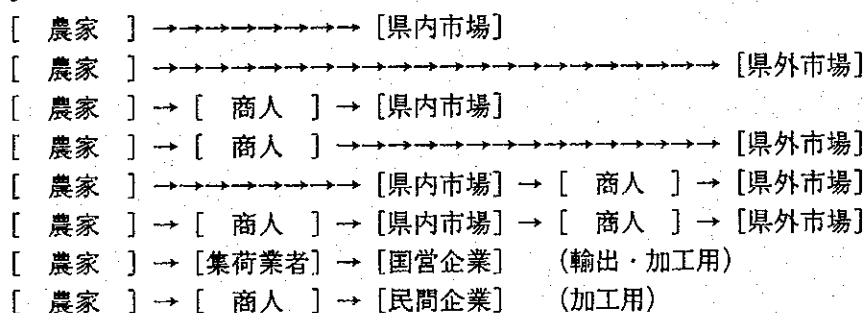 [ 農家 ] →→→→→→→→→ [県内市場]
[ 農家 ] →→→→→→→→→→→→→→→→→→→→→→→→ [県外市場]
[ 農家 ] → [ 商人 ] → [県内市場]
[ 農家 ] → [ 商人 ] →→→→→→→→→→→→→→→→ [県外市場]
[ 農家 ] →→→→→→→→→ [県内市場] → [ 商人 ] → [県外市場]
[ 農家 ] → [ 商人 ] → [県内市場] → [ 商人 ] → [県外市場]
[ 農家 ] → [集荷業者] → [国営企業] (輸出・加工用)
[ 農家 ] → [ 商人 ] → [民間企業] (加工用)